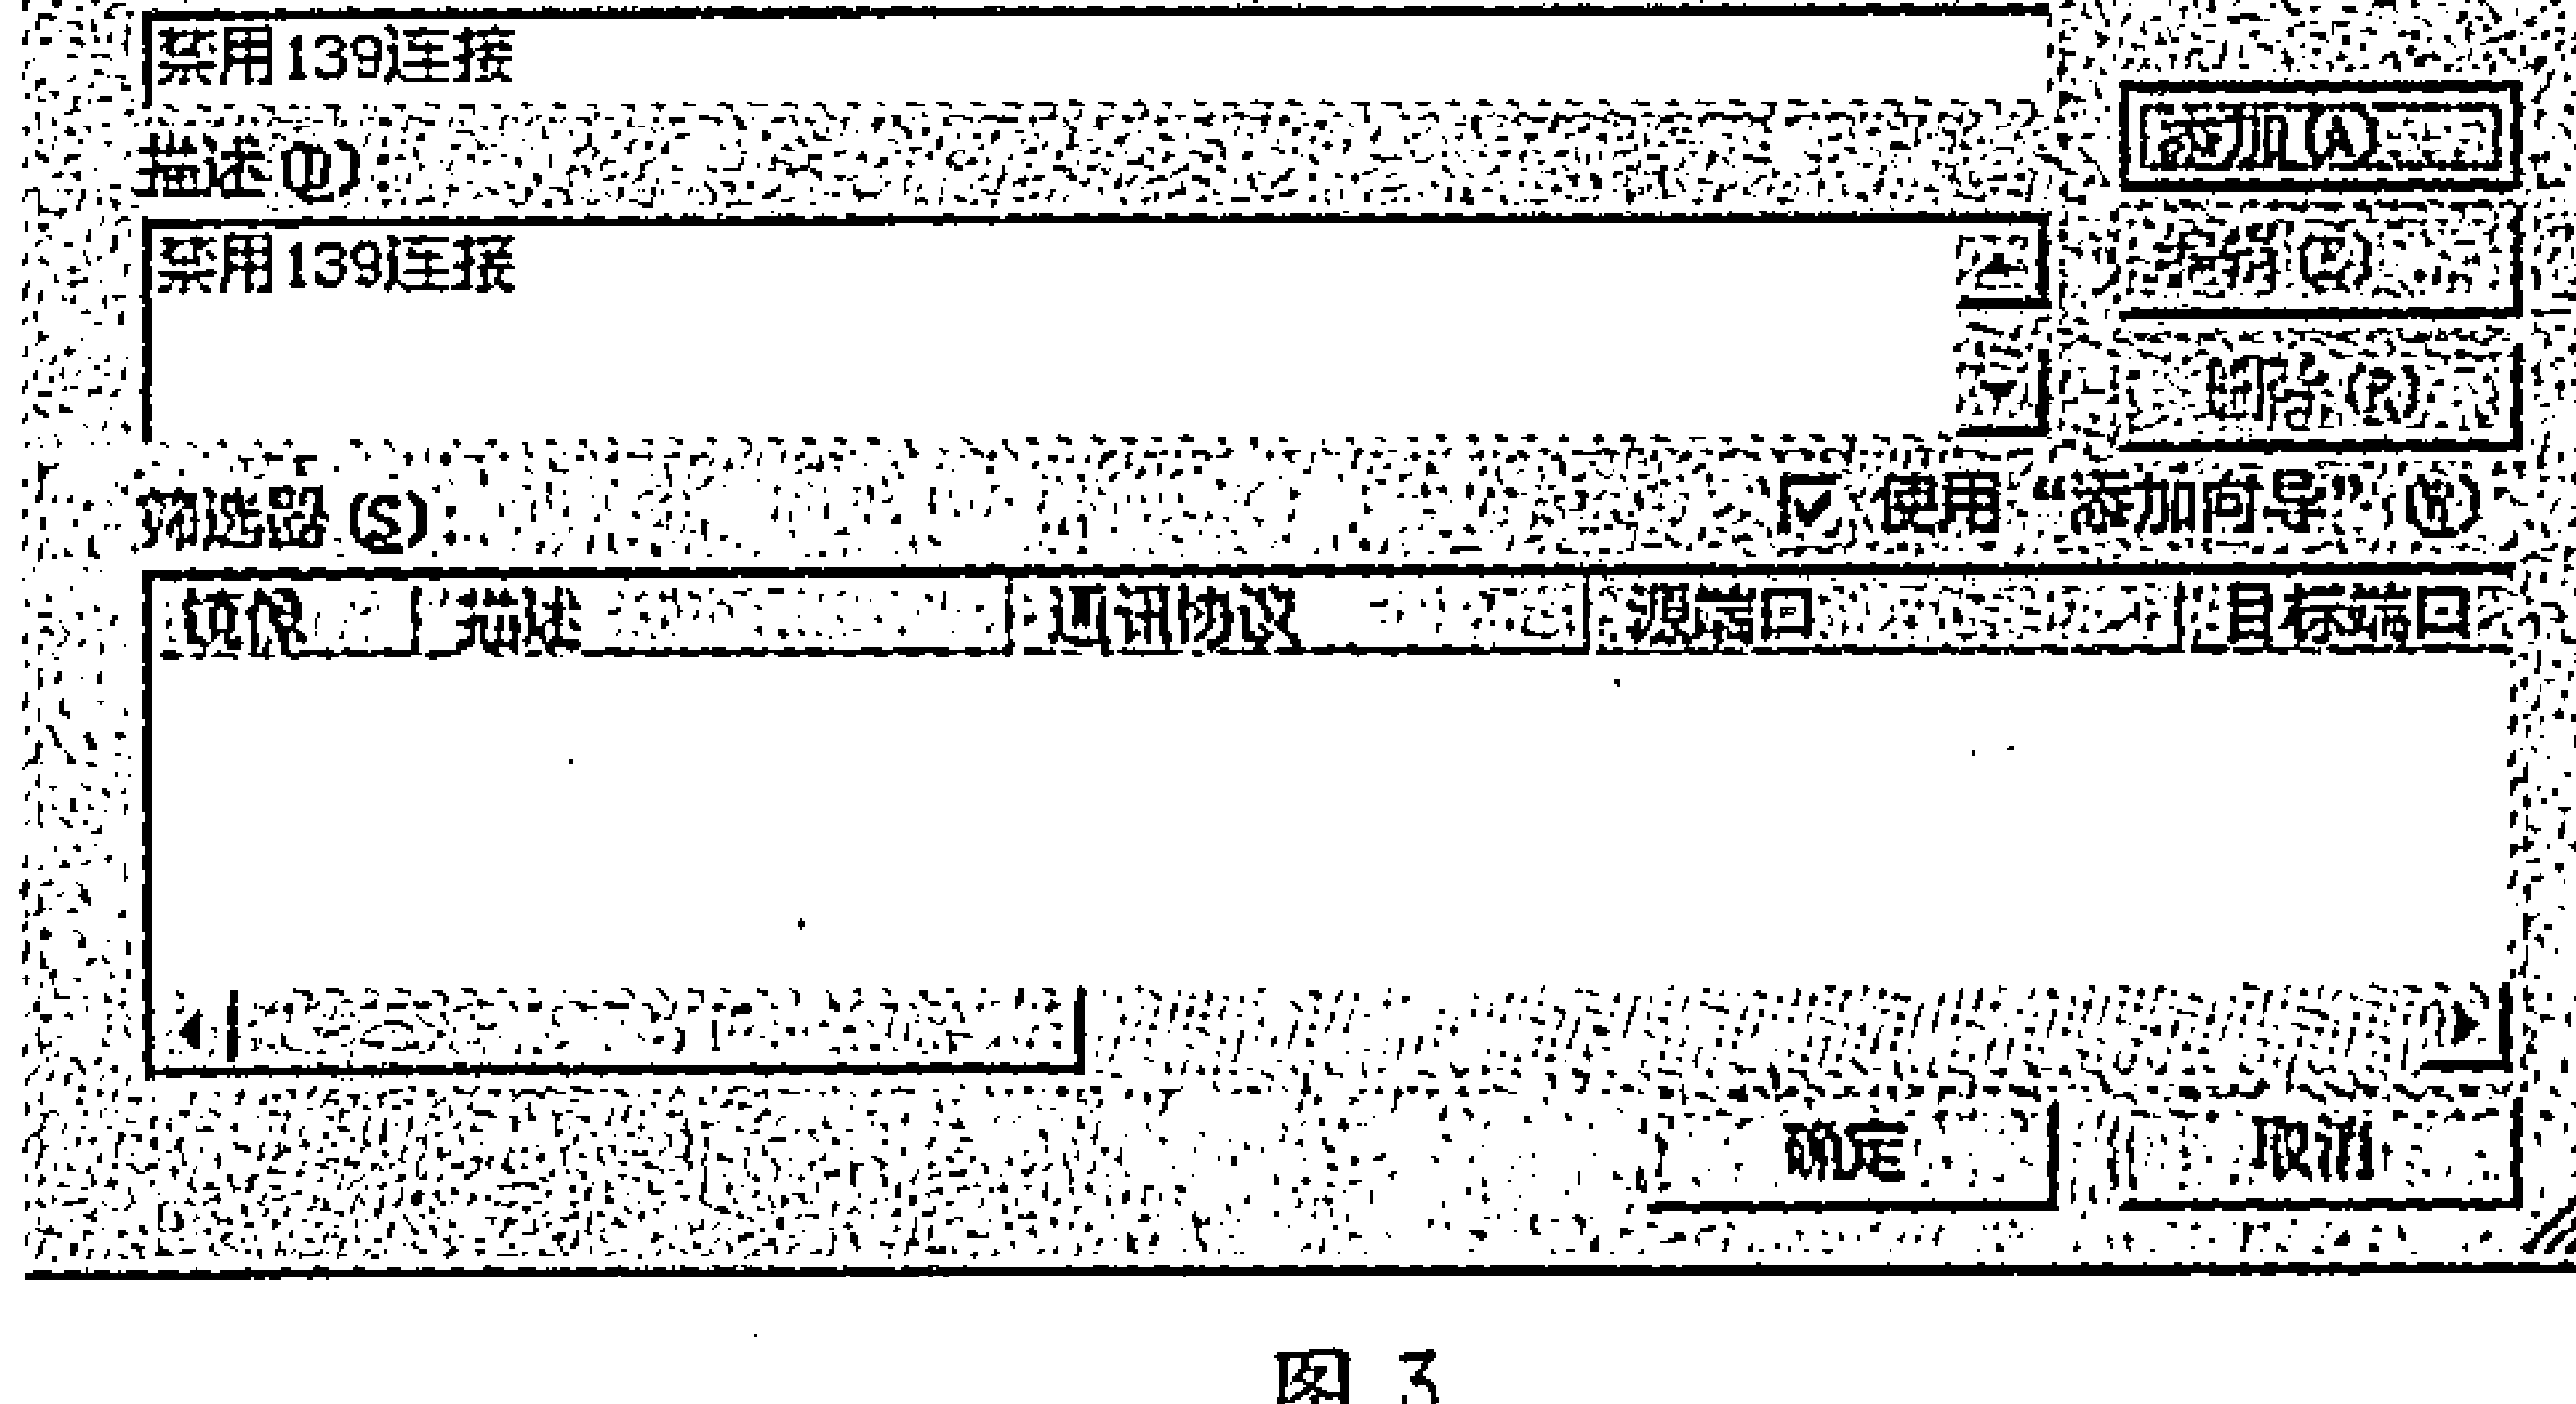 禁用139连接
描述(D):
添加(A)
禁用139连接
编辑(E)
删除(R)
筛选器(S):
使用“添加向导”(W)
镜像 描述 通讯协议 源端口 目标端口
确定 取消
图 3